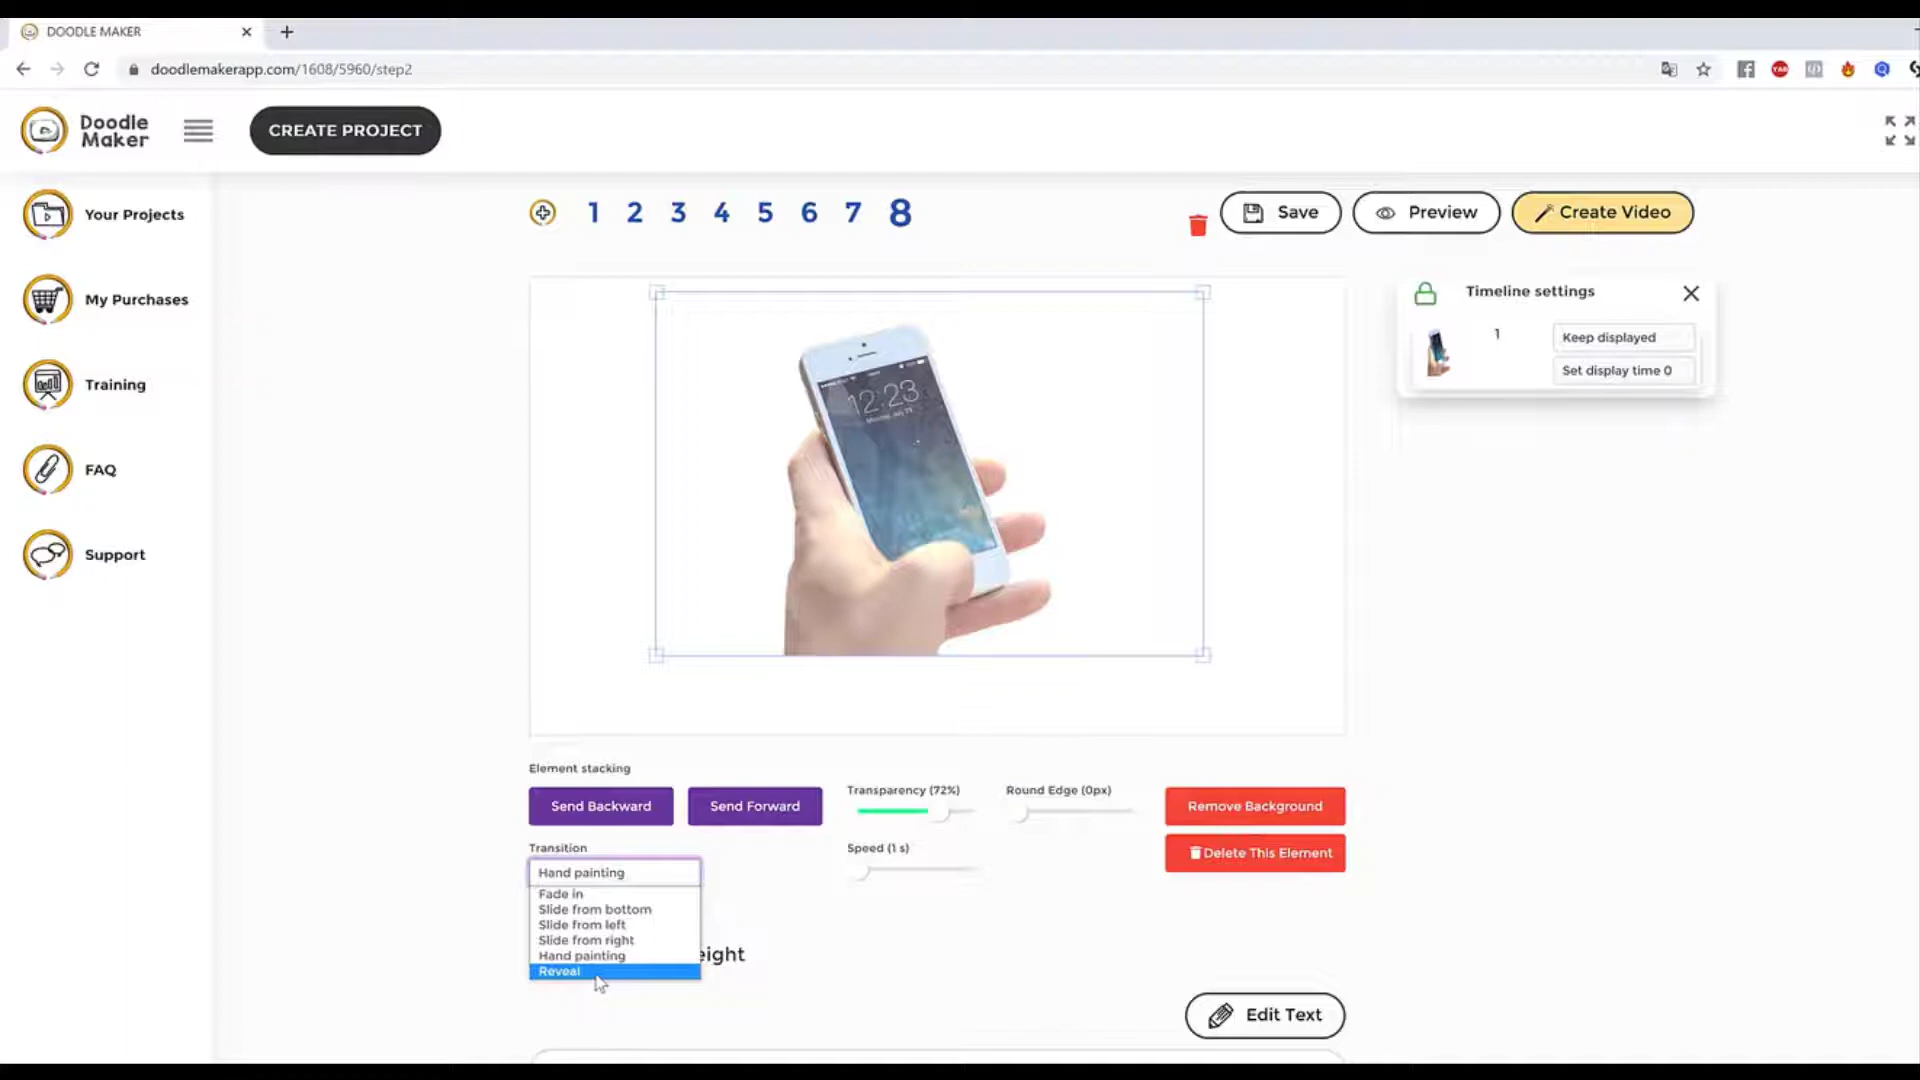 DOODLE MAKER
doodlemakerapp.com/1608/5960/step2
Doodle
Maker
CREATE PROJECT
Your Projects
My Purchases
Training
FAQ
Support
1 2 3 4 5 6 7 8
Save
Preview
Create Video
Timeline settings
1
Keep displayed
Set display time 0
12:23
Element stacking
Send Backward
Send Forward
Transparency (72%)
Round Edge (0px)
Remove Background
Transition
Speed (1 s)
Delete This Element
Hand painting
Fade in
Slide from bottom
Slide from left
Slide from right
Hand painting
Reveal
eight
Edit Text